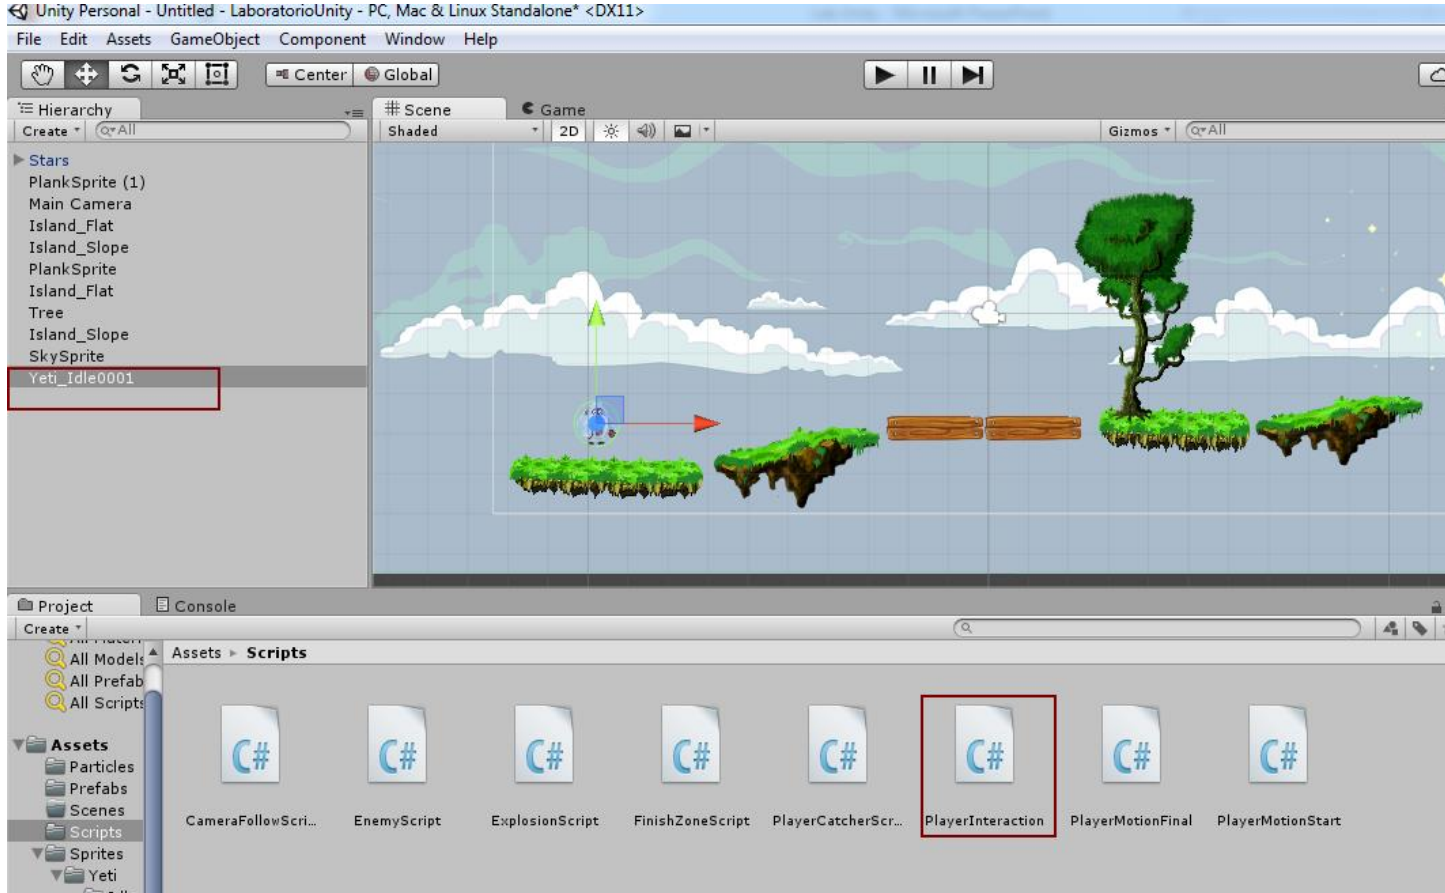 Unity Personal - Untitled - LaboratorioUnity - PC, Mac & Linux Standalone* <DX11>
File Edit Assets GameObject Component Window Help
Center Global
Hierarchy
Create All
Stars
PlankSprite (1)
Main Camera
Island_Flat
Island_Slope
PlankSprite
Island_Flat
Tree
Island_Slope
SkySprite
Yeti_Idle0001
Scene Game
Shaded 2D Gizmos All
Project Console
Create
All Models
All Prefab
All Scripts
Assets
Particles
Prefabs
Scenes
Scripts
Sprites
Yeti
Assets Scripts
C# C# C# C# C# C# C# C#
CameraFollowScri... EnemyScript ExplosionScript FinishZoneScript PlayerCatcherScr... PlayerInteraction PlayerMotionFinal PlayerMotionStart